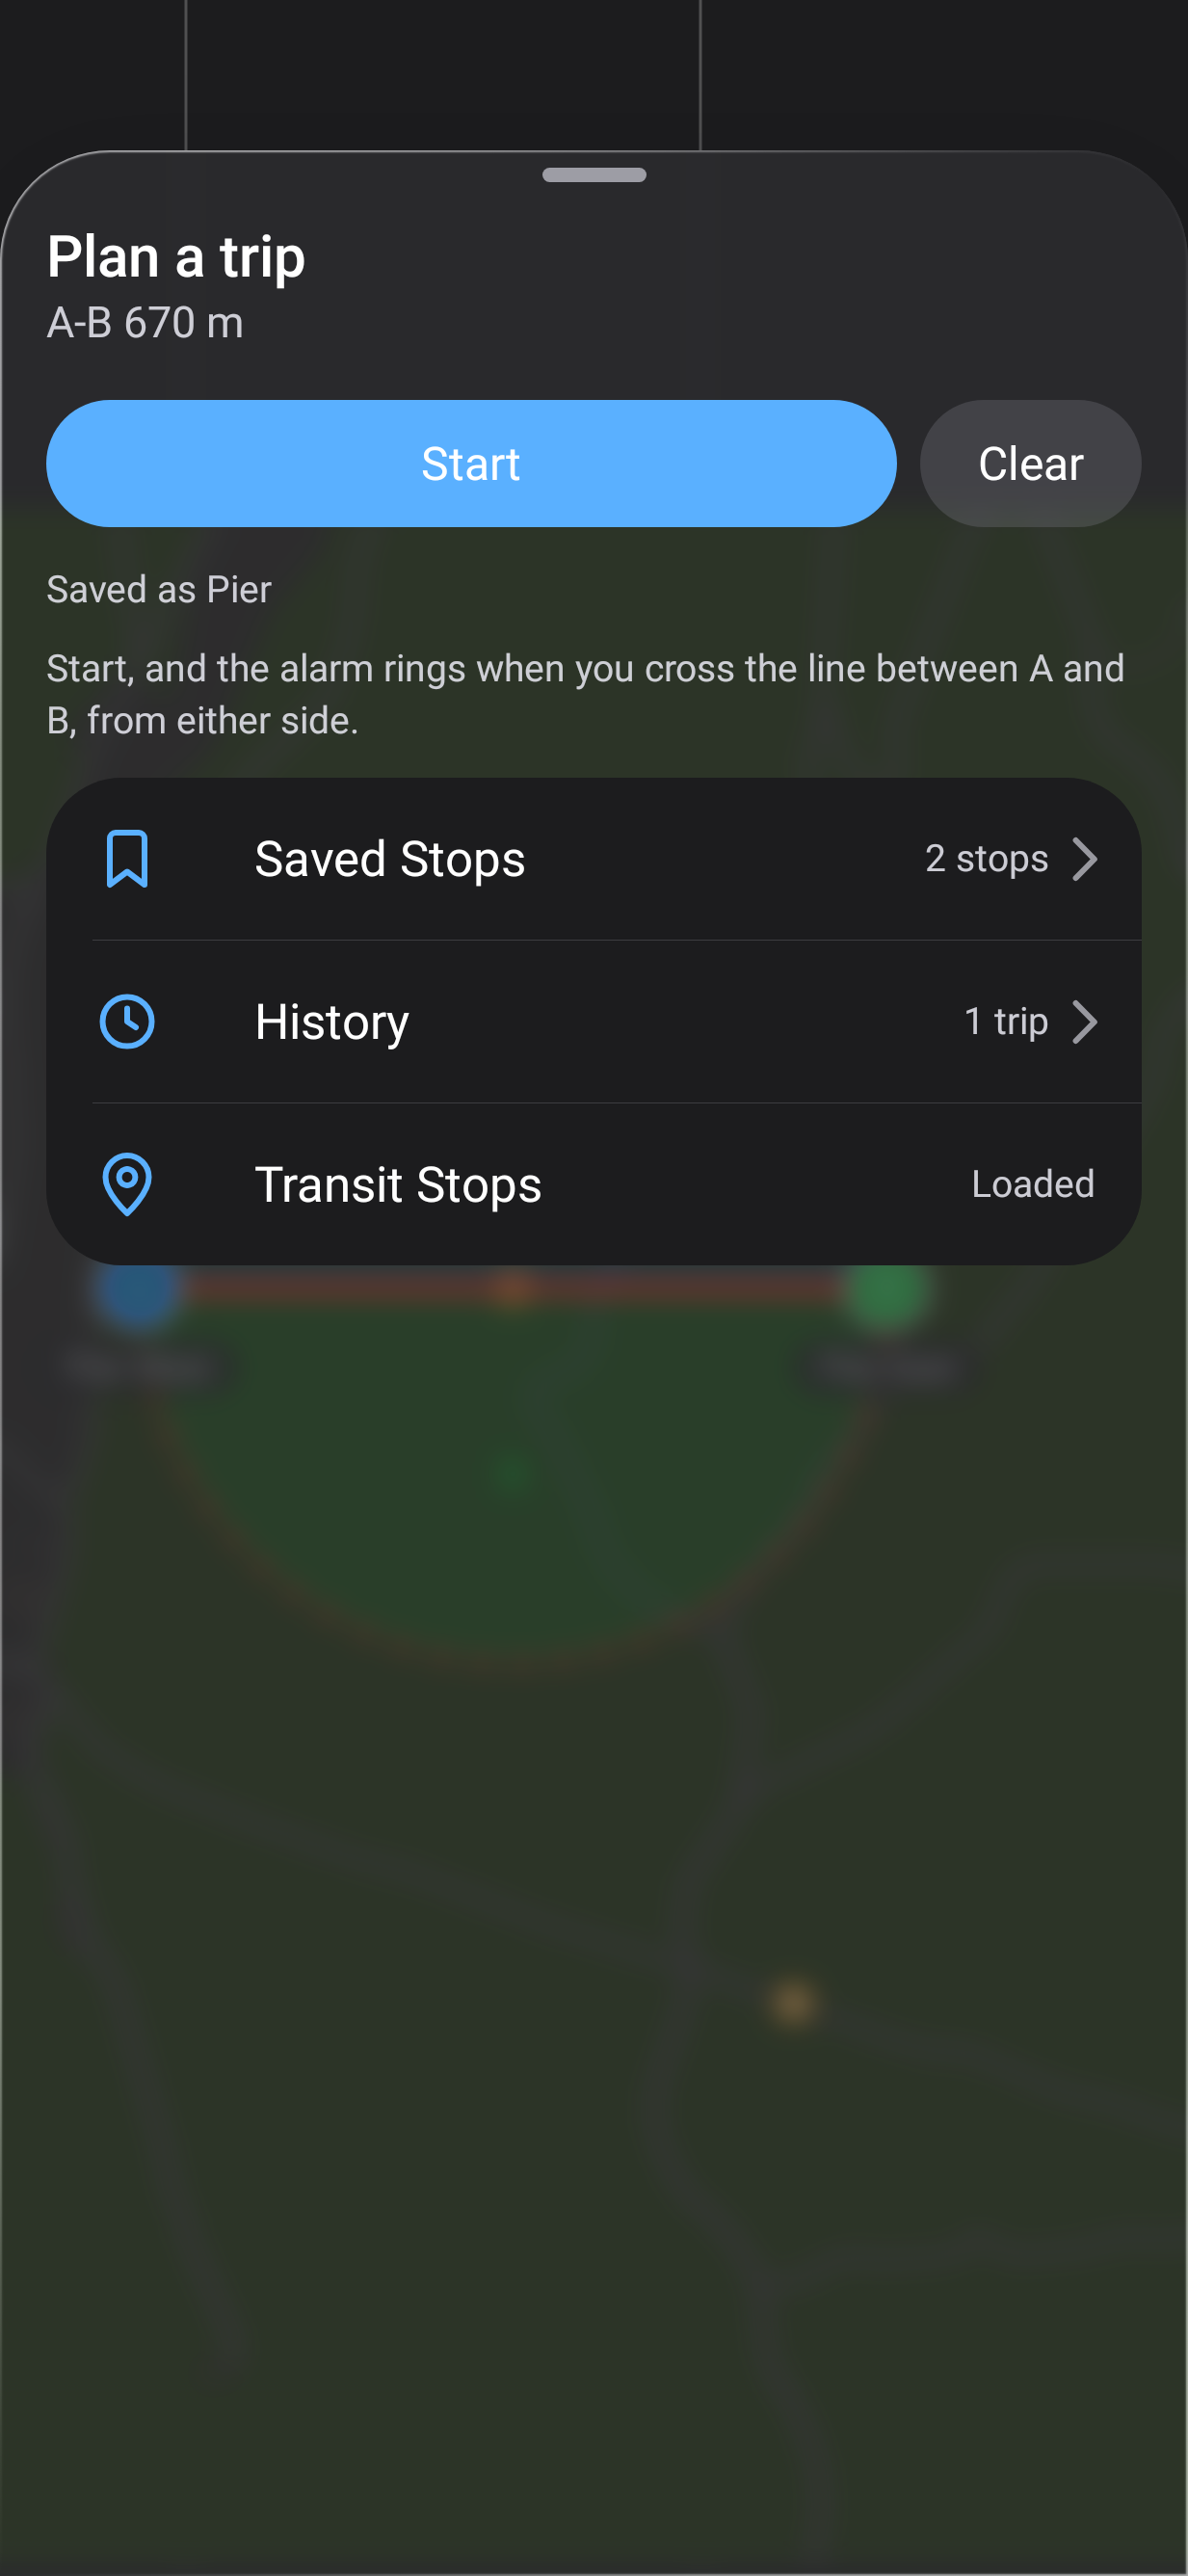 Plan a trip
A-B 670 m
Start
Clear
Saved as Pier
Start, and the alarm rings when you cross the line between A and
B, from either side.
Saved Stops
2 stops
History
1 trip
Transit Stops
Loaded